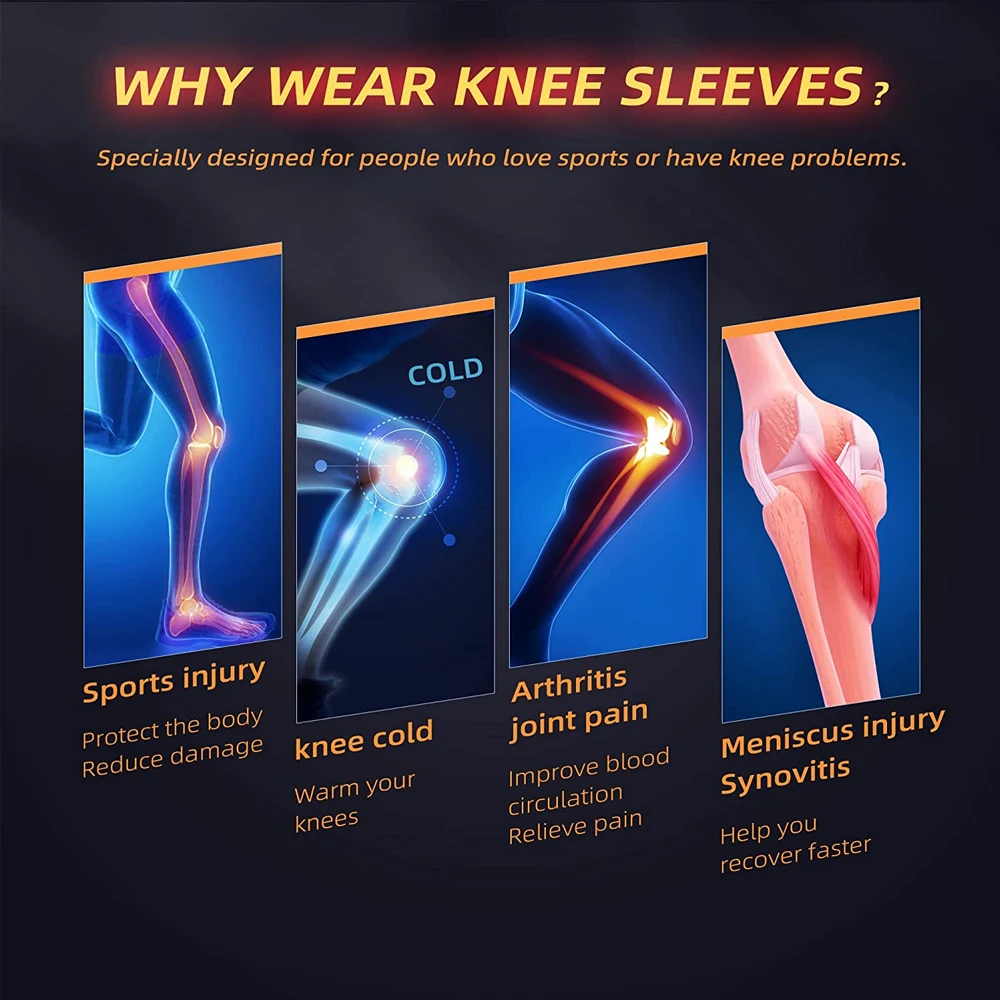 WHY WEAR KNEE SLEEVES ?
Specially designed for people who love sports or have knee problems.
COLD
Sports injury
Protect the body
Reduce damage
knee cold
Warm your
knees
Arthritis
joint pain
Improve blood
circulation
Relieve pain
Meniscus injury
Synovitis
Help you
recover faster